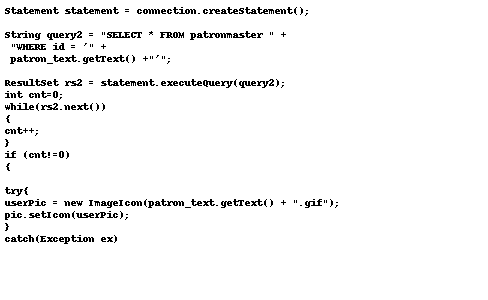 Statement statement = connection.createStatement();
String query2 = "SELECT * FROM patronmaster " +
"WHERE id = '" +
patron_text.getText() +"'";
ResultSet rs2 = statement.executeQuery(query2);
int cnt=0;
while(rs2.next())
{
cnt++;
}
if (cnt!=0)
{
try{
userPic = new ImageIcon(patron_text.getText() + ".gif");
pic.setIcon(userPic);
}
catch(Exception ex)